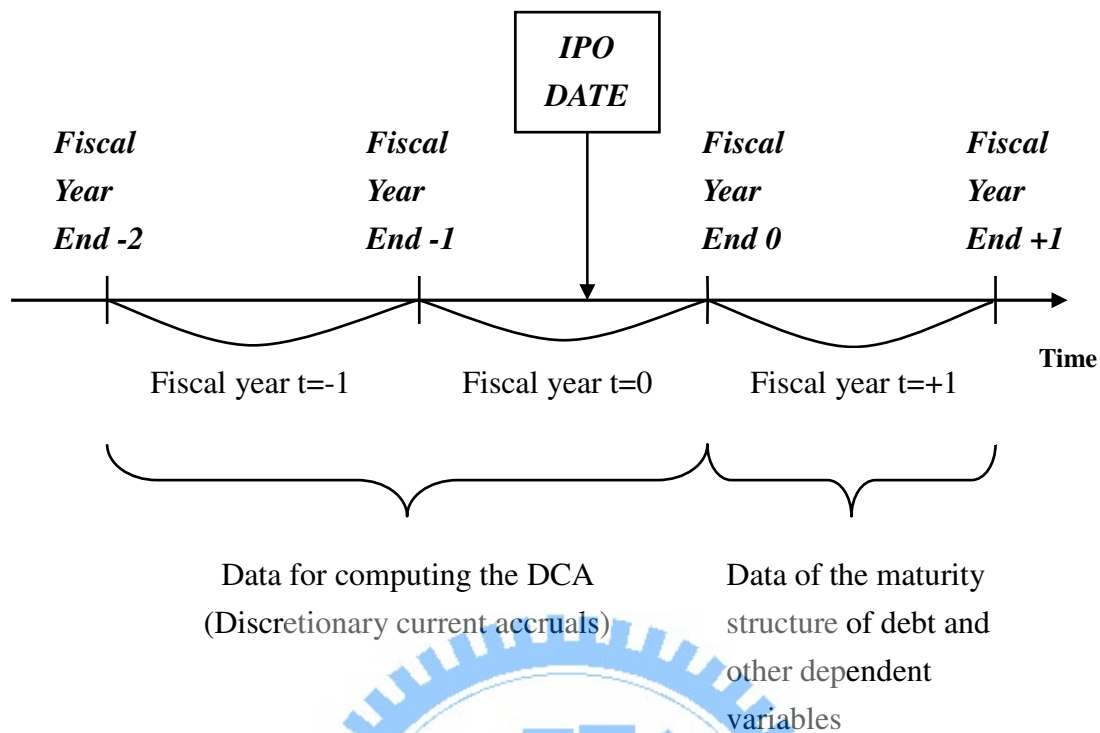 IPO
DATE
Fiscal
Year
End -2
Fiscal
Year
End -1
Fiscal
Year
End 0
Fiscal
Year
End +1
Time
Fiscal year t=-1
Fiscal year t=0
Fiscal year t=+1
Data for computing the DCA
(Discretionary current accruals)
Data of the maturity
structure of debt and
other dependent
variables